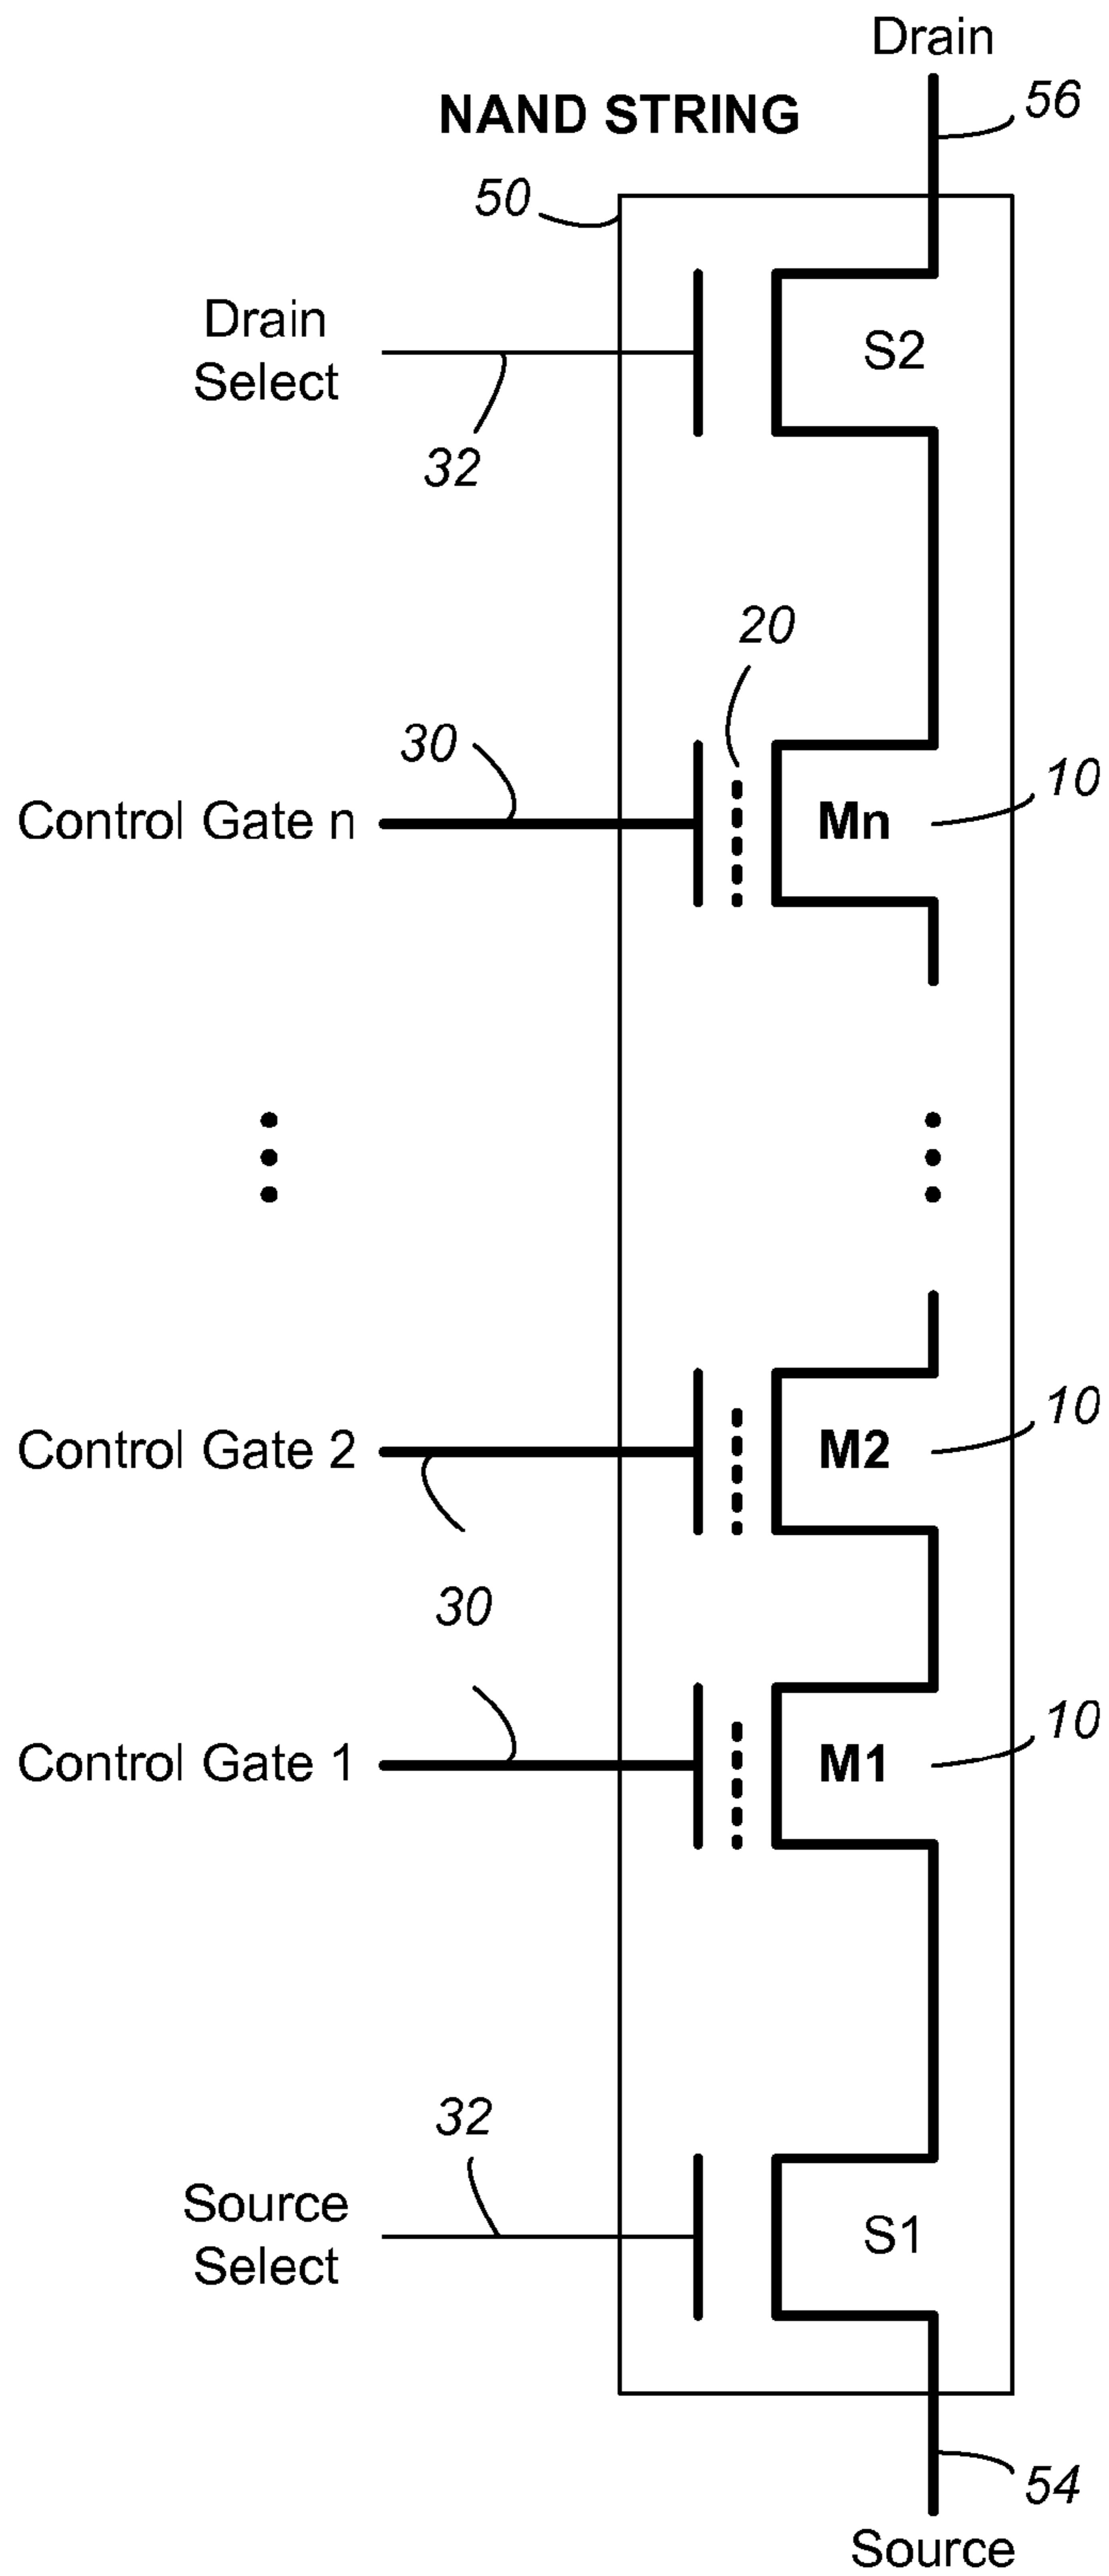 Drain
56
NAND STRING
50
Drain
Select
S2
32
20
30
10
Control Gate n
Mn
10
Control Gate 2
M2
30
10
Control Gate 1
M1
32
Source
Select
S1
54
Source